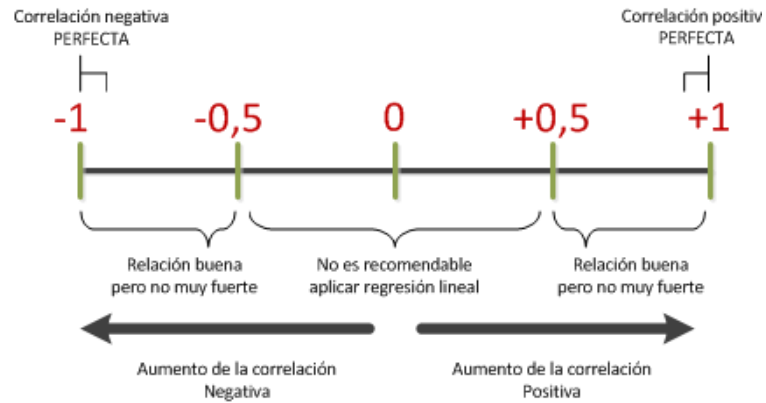 Correlación negativa
PERFECTA
Correlación positiv
PERFECTA
-1
-0,5
0
+0,5
+1
Relación buena
pero no muy fuerte
No es recomendable
aplicar regresión lineal
Relación buena
pero no muy fuerte
Aumento de la correlación
Negativa
Aumento de la correlación
Positiva